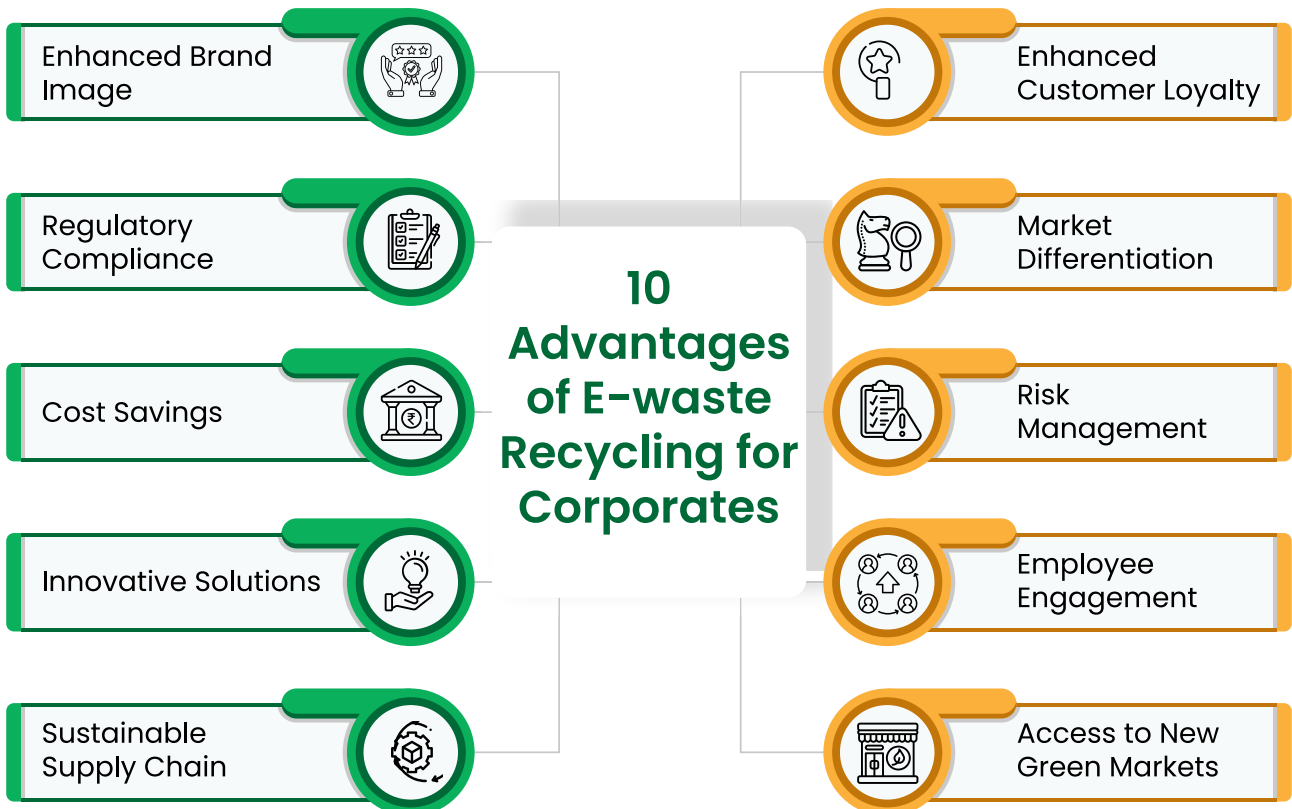 Enhanced Brand
Image
Regulatory
Compliance
Cost Savings
₹
Innovative Solutions
Sustainable
Supply Chain
10
Advantages
of E-waste
Recycling for
Corporates
Enhanced
Customer Loyalty
Market
Differentiation
Risk
Management
Employee
Engagement
Access to New
Green Markets